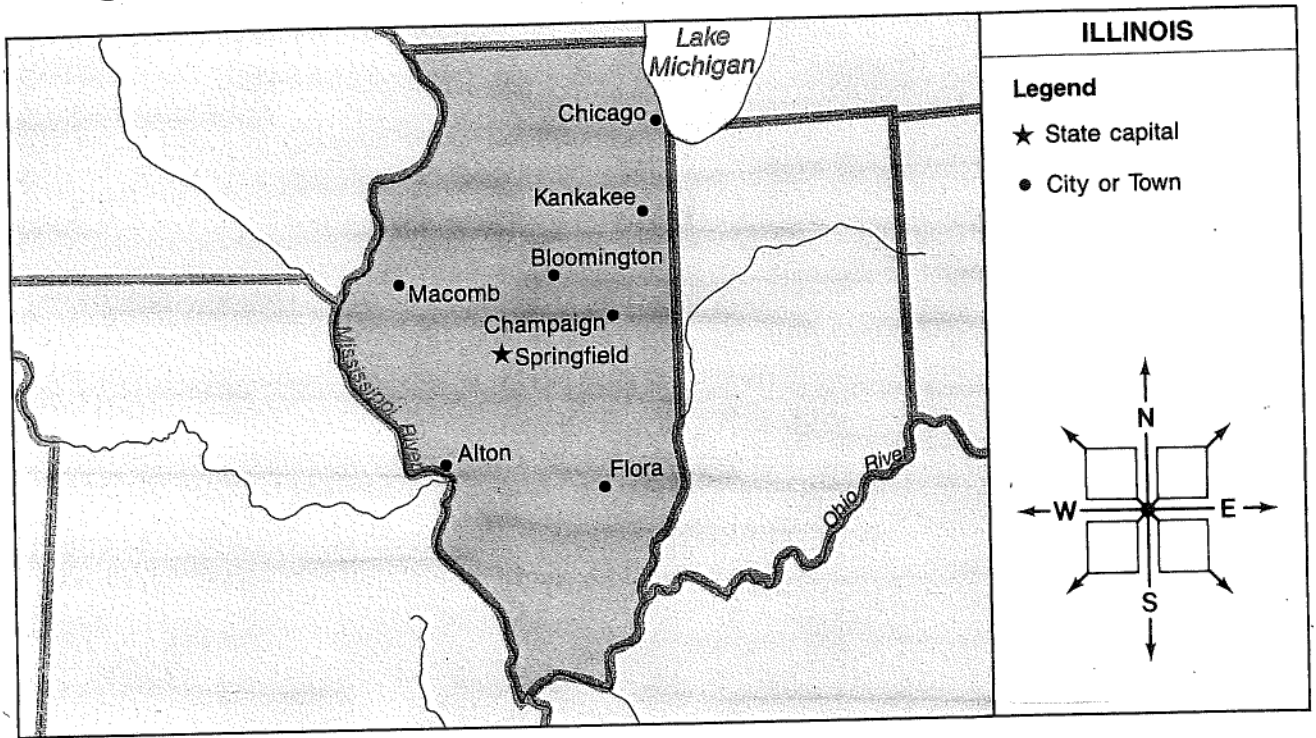 Lake
Michigan
Chicago
Kankakee
Bloomington
Macomb
Champaign
Springfield
Mississippi River
Alton
Flora
Ohio River
ILLINOIS
Legend
State capital
City or Town
N
W
E
S